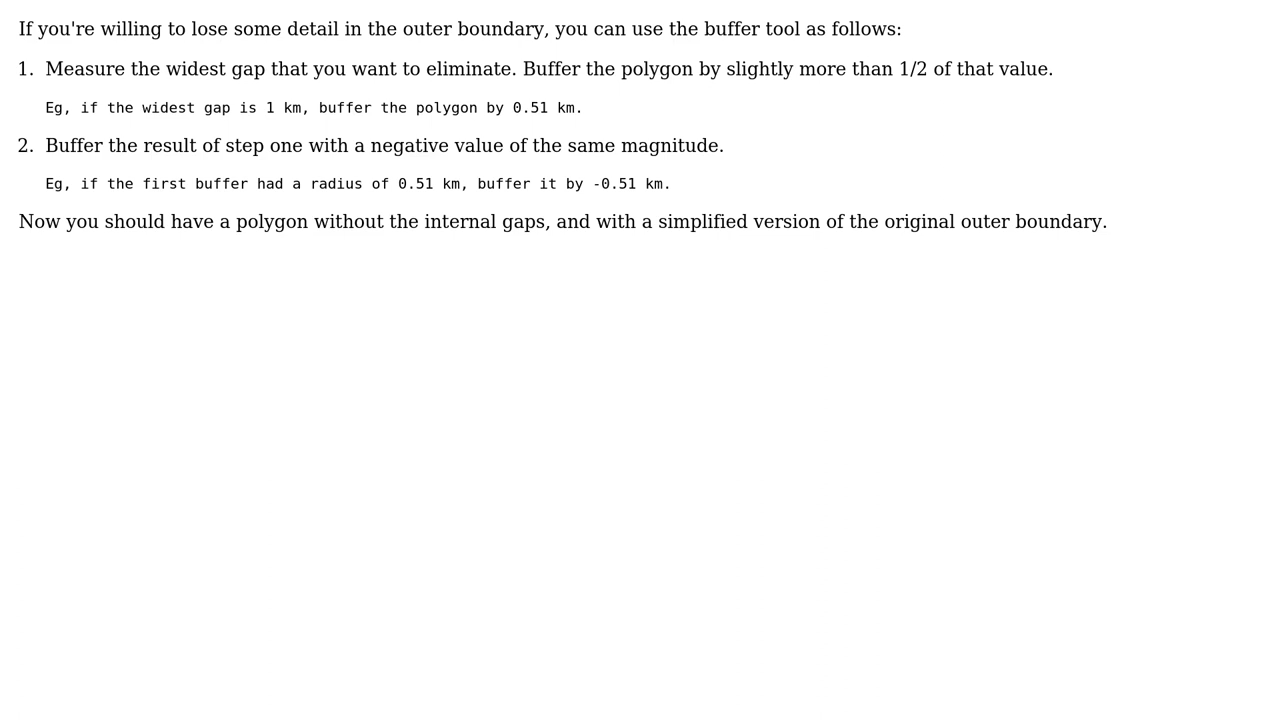 If you're willing to lose some detail in the outer boundary, you can use the buffer tool as follows:
1. Measure the widest gap that you want to eliminate. Buffer the polygon by slightly more than 1/2 of that value.
Eg, if the widest gap is 1 km, buffer the polygon by 0.51 km.
2. Buffer the result of step one with a negative value of the same magnitude.
Eg, if the first buffer had a radius of 0.51 km, buffer it by -0.51 km.
Now you should have a polygon without the internal gaps, and with a simplified version of the original outer boundary.